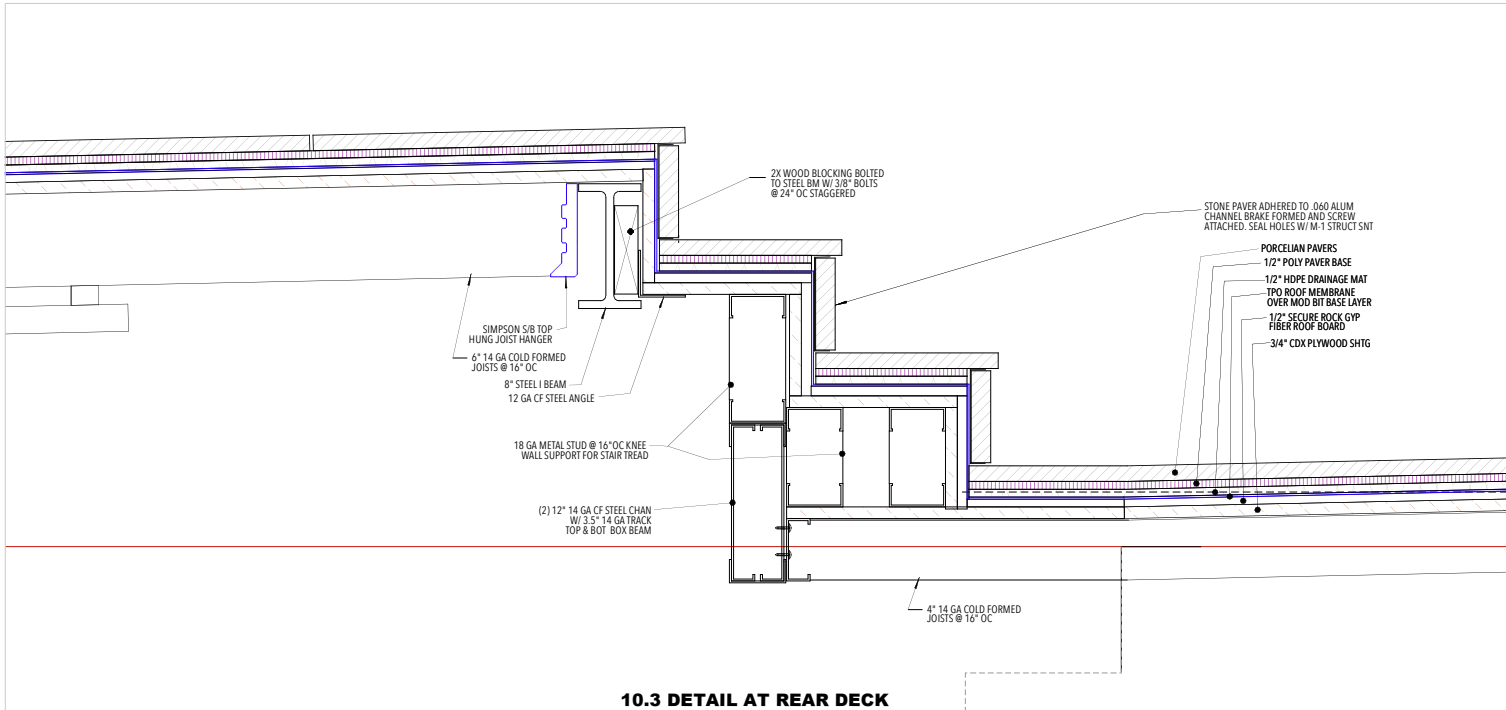 2X WOOD BLOCKING BOLTED
TO STEEL BM W/ 3/8" BOLTS
@ 24" OC STAGGERED
STONE PAVER ADHERED TO .060 ALUM
CHANNEL BRAKE FORMED AND SCREW
ATTACHED. SEAL HOLES W/ M-1 STRUCT SNT
PORCELIAN PAVERS
1/2" POLY PAVER BASE
1/2" HDPE DRAINAGE MAT
TPO ROOF MEMBRANE
OVER MOD BIT BASE LAYER
1/2" SECURE ROCK GYP
FIBER ROOF BOARD
3/4" CDX PLYWOOD SHTG
SIMPSON S/B TOP
HUNG JOIST HANGER
6" 14 GA COLD FORMED
JOISTS @ 16" OC
8" STEEL I BEAM
12 GA CF STEEL ANGLE
18 GA METAL STUD @ 16"OC KNEE
WALL SUPPORT FOR STAIR TREAD
(2) 12" 14 GA CF STEEL CHAN
W/ 3.5" 14 GA TRACK
TOP & BOT BOX BEAM
4" 14 GA COLD FORMED
JOISTS @ 16" OC
10.3 DETAIL AT REAR DECK